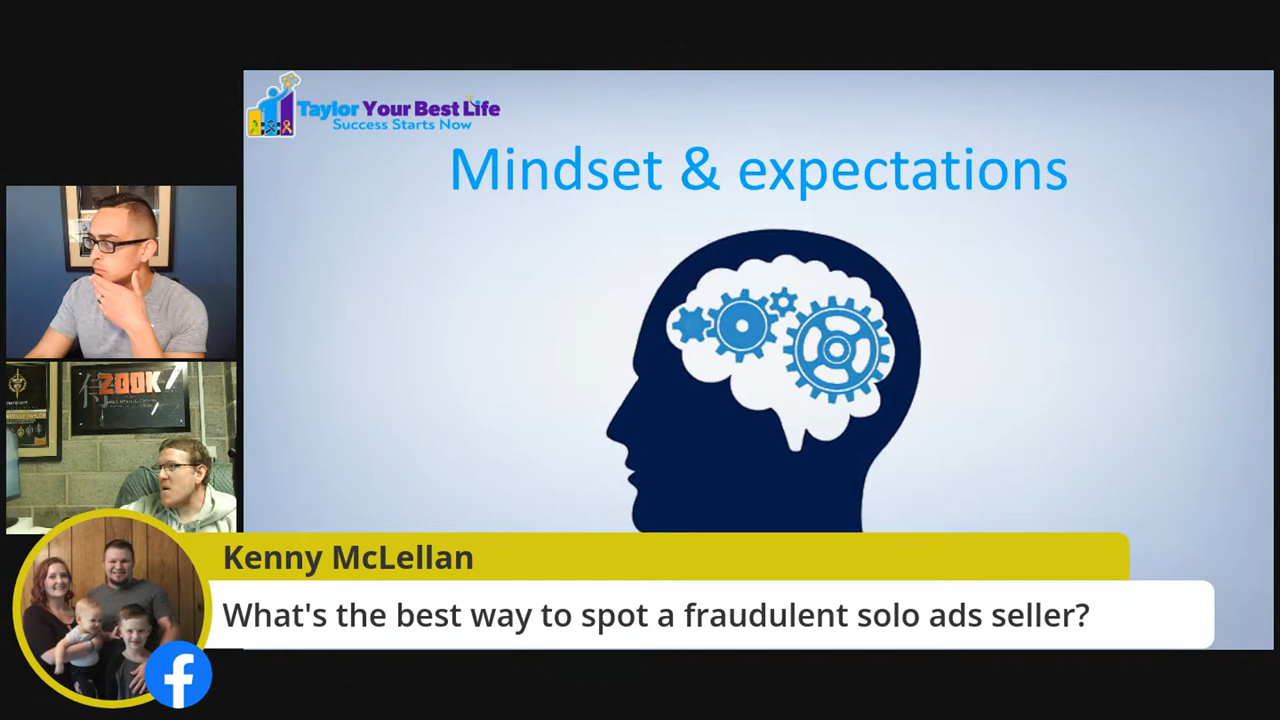 Taylor Your Best Life
Success Starts Now
Mindset & expectations
200K
Kenny McLellan
What's the best way to spot a fraudulent solo ads seller?